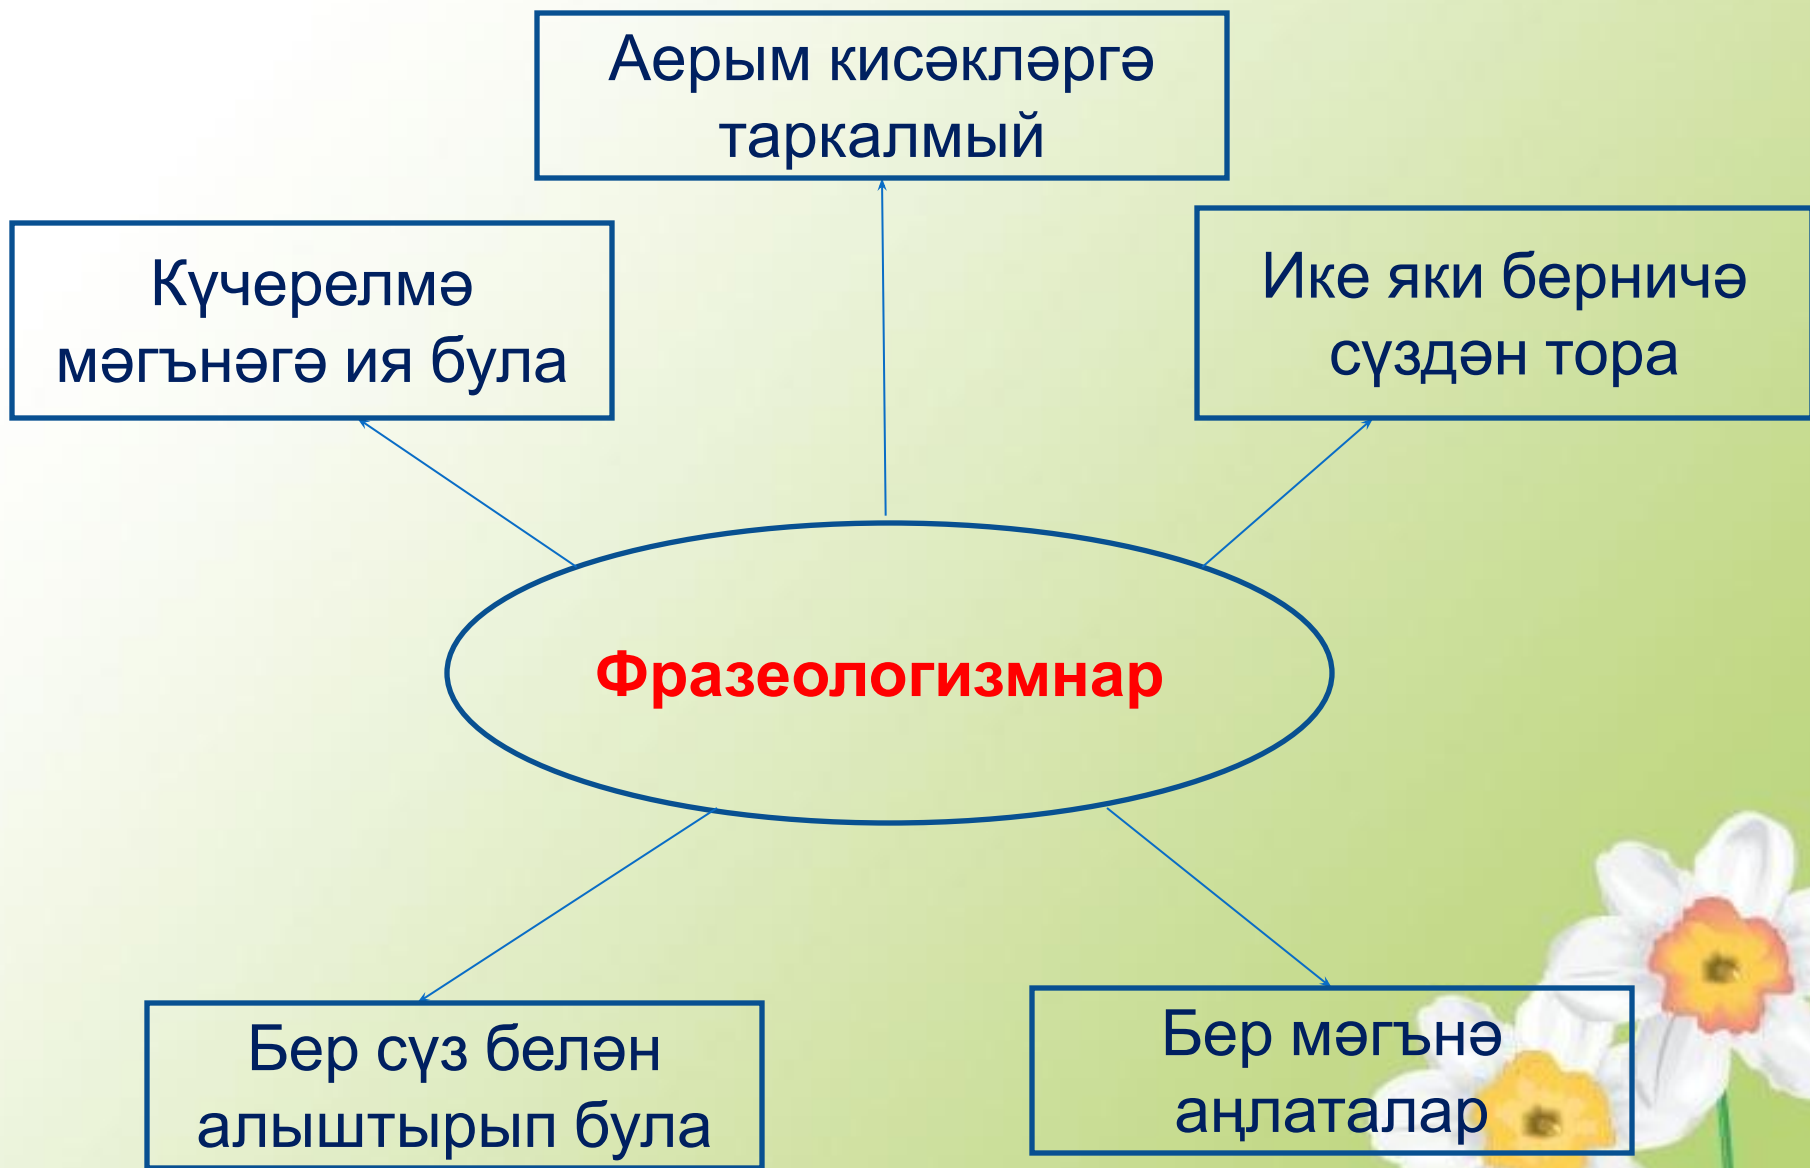 Аерым кисәкләргә
таркалмый
Күчерелмә
мәгънәгә ия була
Ике яки берничә
сүздән тора
Фразеологизмнар
Бер сүз белән
алыштырып була
Бер мәгънә
аңлаталар